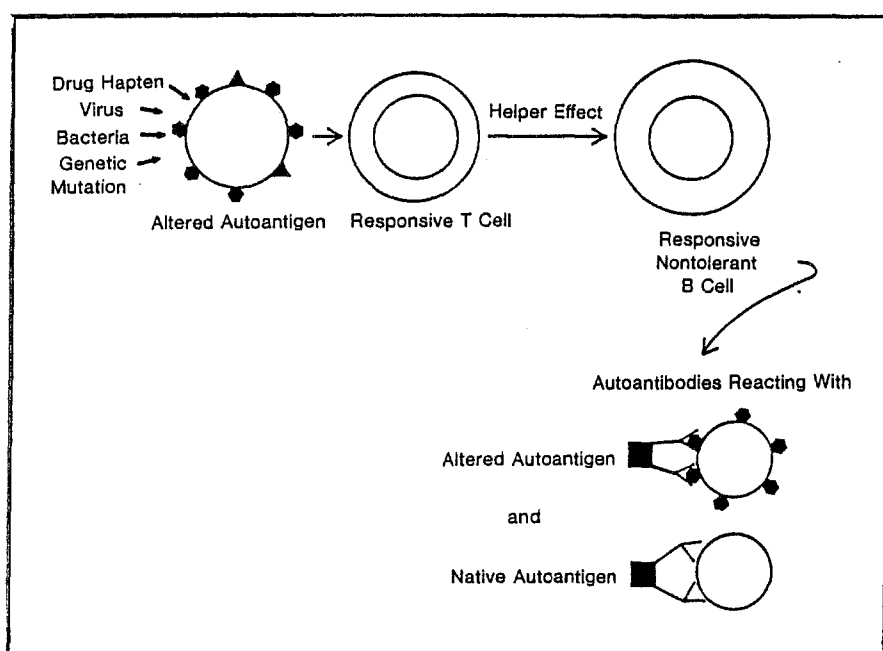 Drug Hapten
Virus
Bacteria
Genetic
Mutation
Altered Autoantigen
Responsive T Cell
Helper Effect
Responsive
Nontolerant
B Cell
Autoantibodies Reacting With
Altered Autoantigen
and
Native Autoantigen